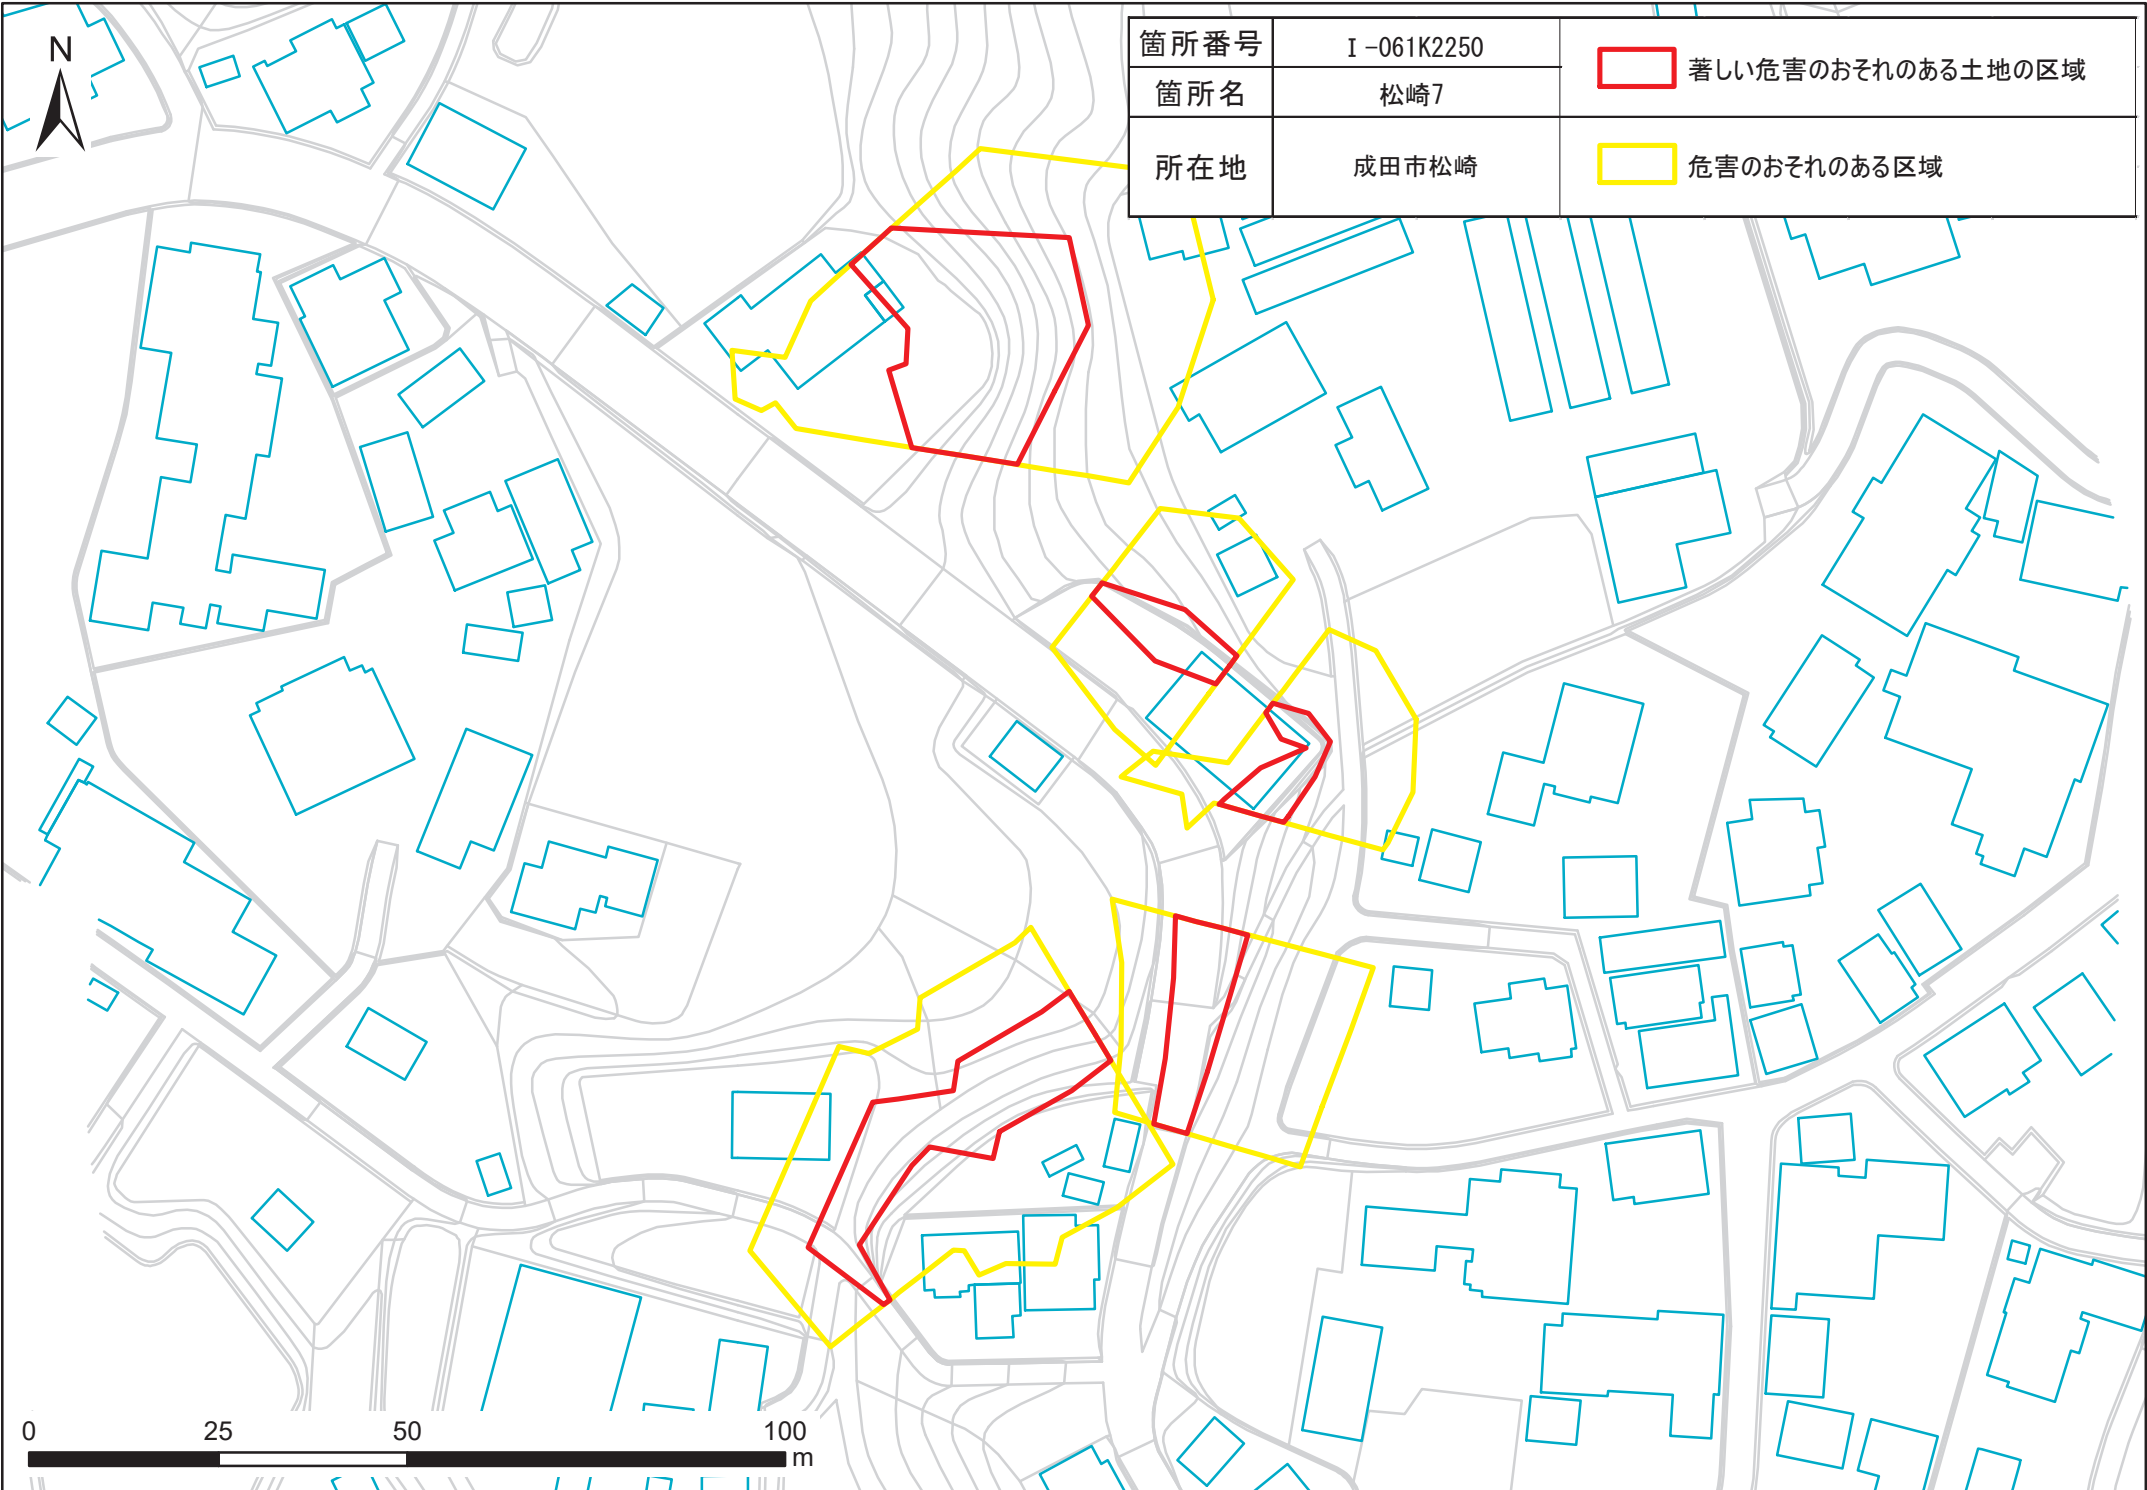 N
箇所番号 Ⅰ-061K2250
箇所名 松崎7
所在地 成田市松崎
著しい危害のおそれのある土地の区域
危害のおそれのある区域
0 25 50 100
m